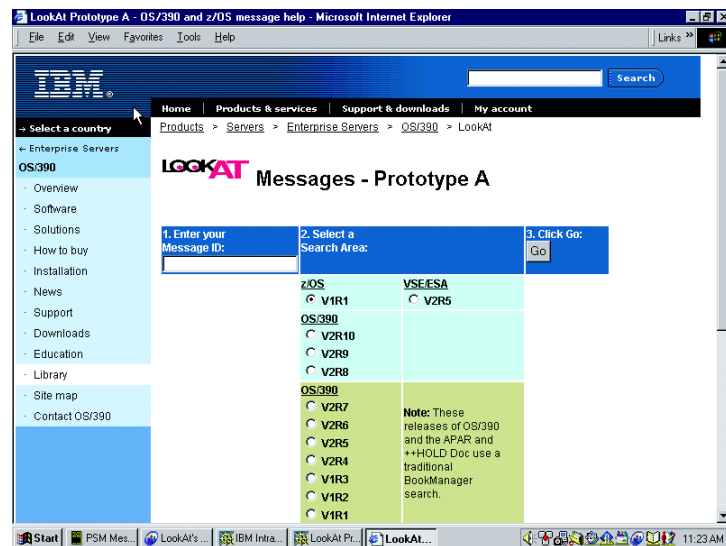 LookAt Prototype A - OS/390 and z/OS message help - Microsoft Internet Explorer
File Edit View Favorites Tools Help Links »
IBM®
Search
Home | Products & services | Support & downloads | My account
→ Select a country
Products > Servers > Enterprise Servers > OS/390 > LookAt
← Enterprise Servers
OS/390
· Overview
· Software
· Solutions
· How to buy
· Installation
· News
· Support
· Downloads
· Education
· Library
· Site map
· Contact OS/390
LOOKAT Messages - Prototype A
1. Enter your Message ID:
2. Select a Search Area:
3. Click Go:
Go
z/OS
V1R1
VSE/ESA
V2R5
OS/390
V2R10
V2R9
V2R8
OS/390
V2R7
V2R6
V2R5
V2R4
V1R3
V1R2
V1R1
Note: These
releases of OS/390
and the APAR and
++HOLD Doc use a
traditional
BookManager
search.
Start PSM Mes... LookAt's ... IBM Intra... LookAt Pr... LookAt... 11:23 AM